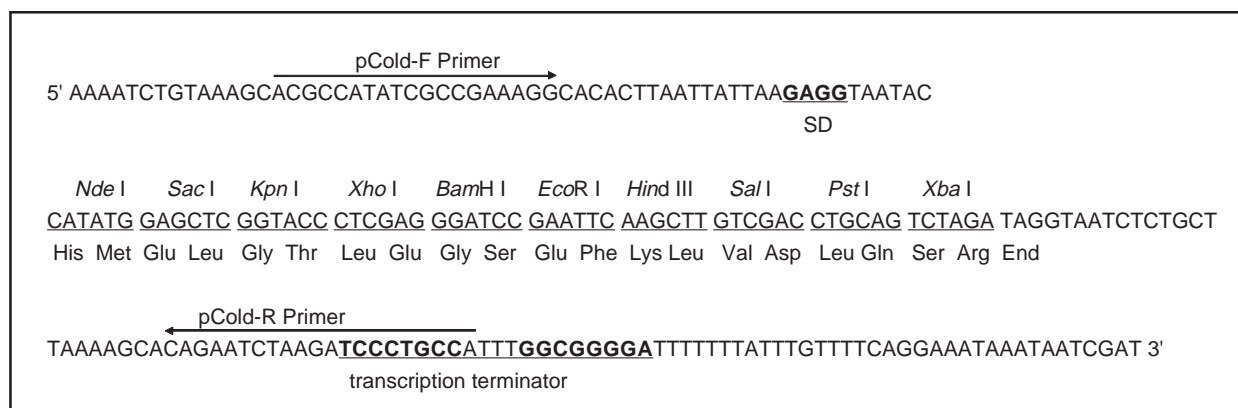 pCold-F Primer
5' AAAATCTGTAAAGCACGCCATATCGCCGAAAGGCACACTTAATTATTAAGAGGTAATAC
SD
Nde I Sac I Kpn I Xho I BamH I EcoR I Hind III Sal I Pst I Xba I
CATATG GAGCTC GGTACC CTCGAG GGATCC GAATTC AAGCTT GTCGAC CTGCAG TCTAGA TAGGTAATCTCTGCT
His Met Glu Leu Gly Thr Leu Glu Gly Ser Glu Phe Lys Leu Val Asp Leu Gln Ser Arg End
pCold-R Primer
TAAAAGCACAGAATCTAAGATCCCTGCCATTTGGCGGGGATTTTTTTATTTGTTTTCAGGAAATAAATAATCGAT 3'
transcription terminator